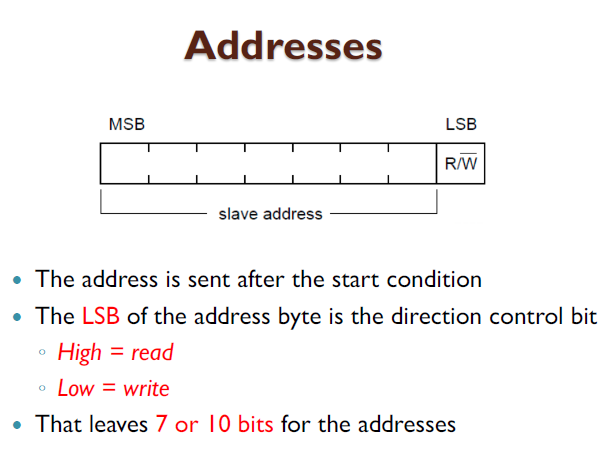 Addresses
MSB LSB
R/W̅
slave address
The address is sent after the start condition
The LSB of the address byte is the direction control bit
High = read
Low = write
That leaves 7 or 10 bits for the addresses